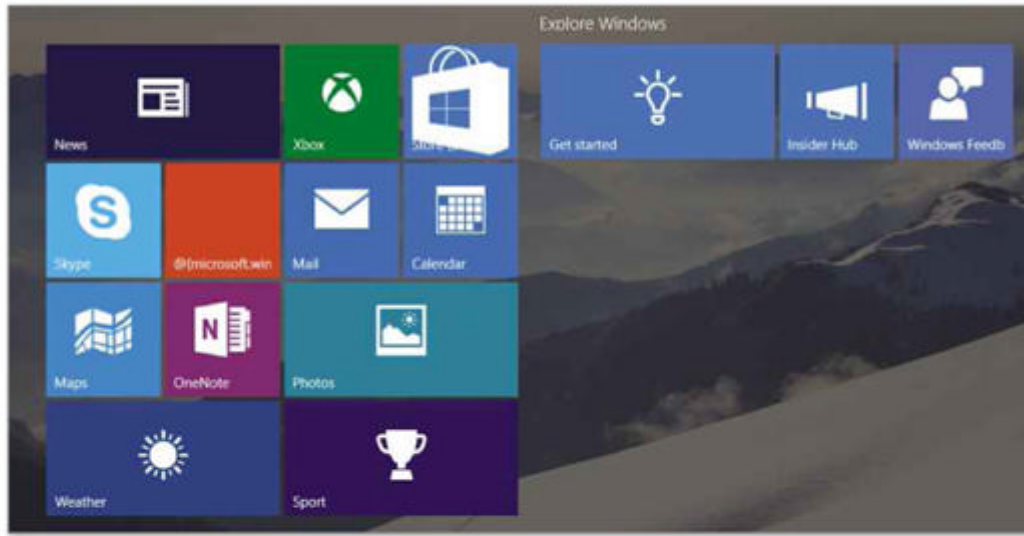 Explore Windows
News
Xbox
Store
Get started
Insider Hub
Windows Feedb
S
Skype
@{microsoft.win
Mail
Calendar
Maps
N
OneNote
Photos
Weather
Sport